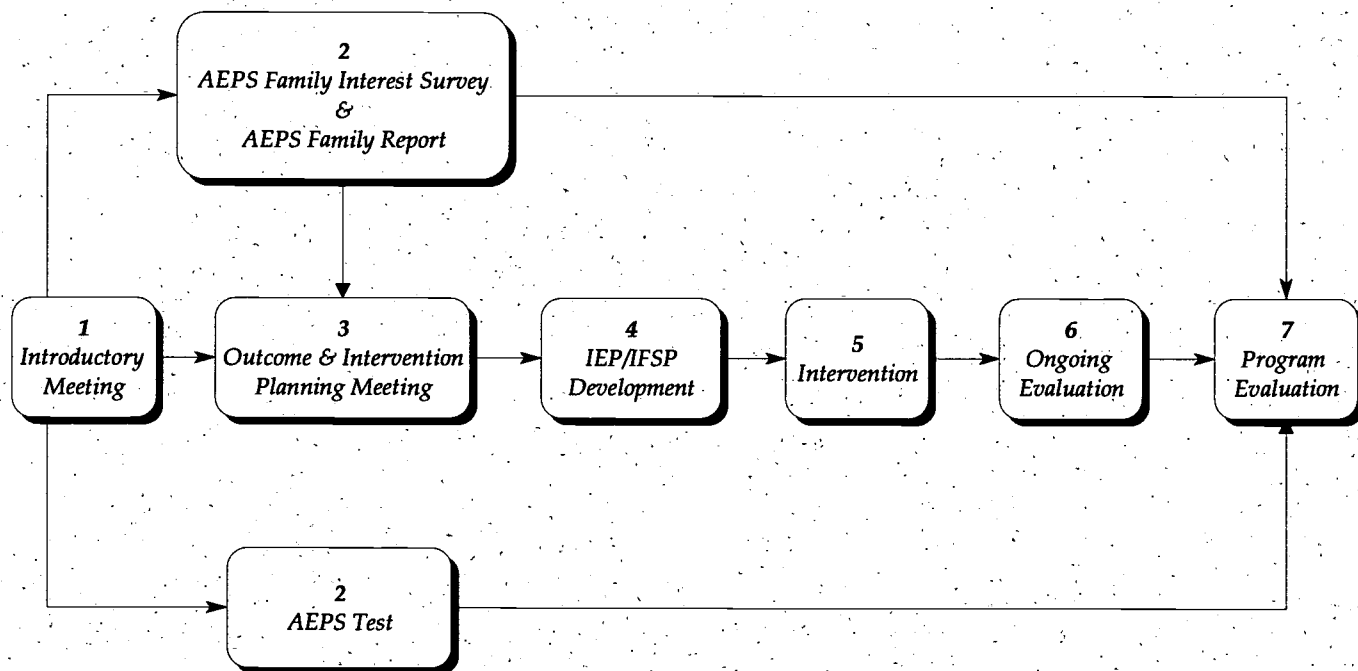 2
AEPS Family Interest Survey
&
AEPS Family Report
1
Introductory
Meeting
3
Outcome & Intervention
Planning Meeting
4
IEP/IFSP
Development
5
Intervention
6
Ongoing
Evaluation
7
Program
Evaluation
2
AEPS Test